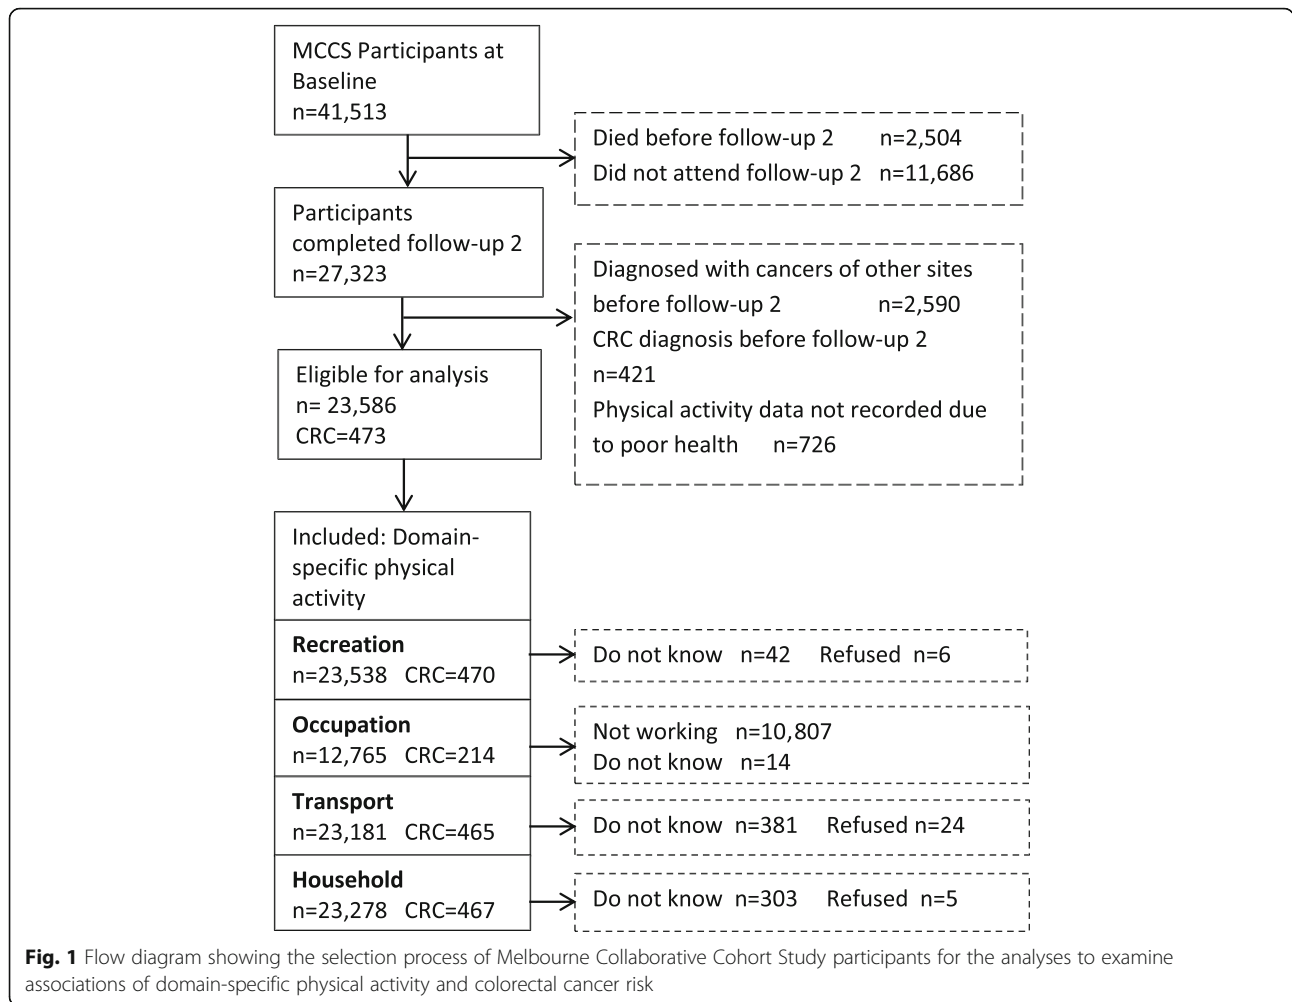 MCCS Participants at
Baseline
n=41,513
Died before follow-up 2 n=2,504
Did not attend follow-up 2 n=11,686
Participants
completed follow-up 2
n=27,323
Diagnosed with cancers of other sites
before follow-up 2 n=2,590
CRC diagnosis before follow-up 2
n=421
Physical activity data not recorded due
to poor health n=726
Eligible for analysis
n= 23,586
CRC=473
Included: Domain-
specific physical
activity
Recreation
n=23,538 CRC=470
Do not know n=42 Refused n=6
Occupation
n=12,765 CRC=214
Not working n=10,807
Do not know n=14
Transport
n=23,181 CRC=465
Do not know n=381 Refused n=24
Household
n=23,278 CRC=467
Do not know n=303 Refused n=5
Fig. 1 Flow diagram showing the selection process of Melbourne Collaborative Cohort Study participants for the analyses to examine
associations of domain-specific physical activity and colorectal cancer risk